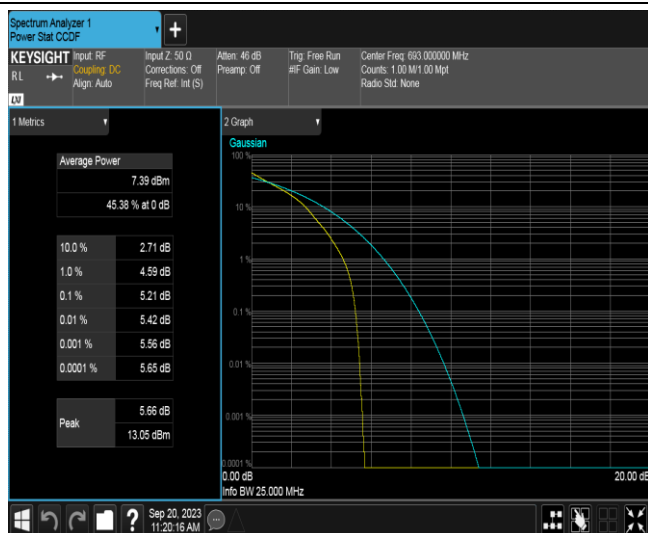 Spectrum Analyzer 1
Power Stat CCDF
KEYSIGHT
RL
LXI
Input: RF
Coupling: DC
Align: Auto
Input Z: 50 Ω
Corrections: Off
Freq Ref: Int (S)
Atten: 46 dB
Preamp: Off
Trig: Free Run
#IF Gain: Low
Center Freq: 693.000000 MHz
Counts: 1.00 M/1.00 Mpt
Radio Std: None
1 Metrics
Average Power
7.39 dBm
45.38 % at 0 dB
10.0 % 2.71 dB
1.0 % 4.59 dB
0.1 % 5.21 dB
0.01 % 5.42 dB
0.001 % 5.56 dB
0.0001 % 5.65 dB
Peak
5.66 dB
13.05 dBm
2 Graph
Gaussian
100 %
10 %
1 %
0.1 %
0.01 %
0.001 %
0.0001 %
0.00 dB
20.00 dB
Info BW 25.000 MHz
?
Sep 20, 2023
11:20:16 AM